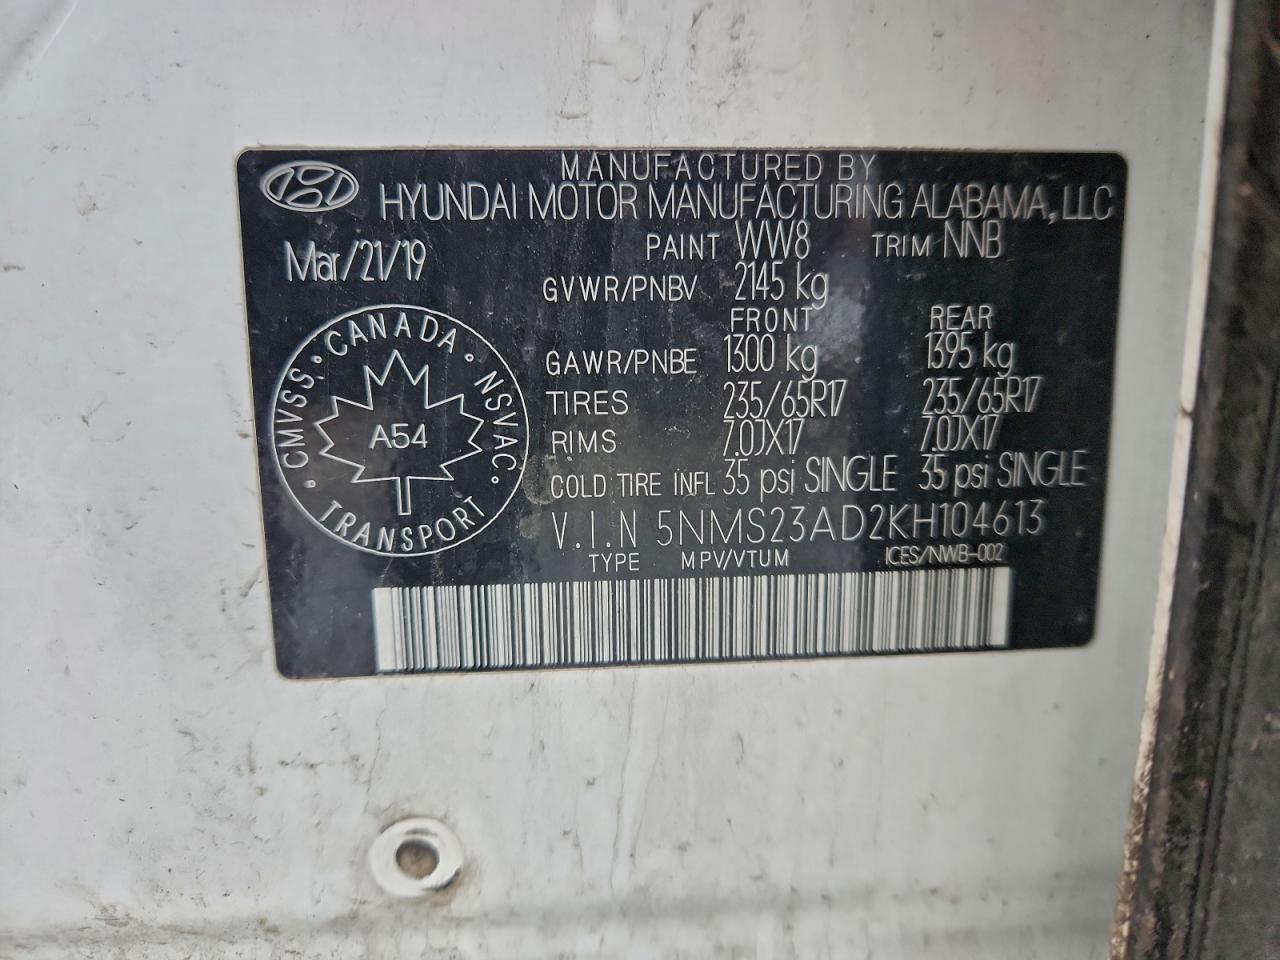 MANUFACTURED BY
HYUNDAI MOTOR MANUFACTURING ALABAMA, LLC
Mar/21/19
PAINT WW8 TRIM NNB
GVWR/PNBV 2145 kg
FRONT REAR
GAWR/PNBE 1300 kg 1395 kg
TIRES 235/65R17 235/65R17
RIMS 7.0JX17 7.0JX17
COLD TIRE INFL 35 psi SINGLE 35 psi SINGLE
V.I.N 5NMS23AD2KH104613
TYPE MPV/VTUM ICES/NWB-002
CMVSS · CANADA · NSVAC · TRANSPORT ·
A54